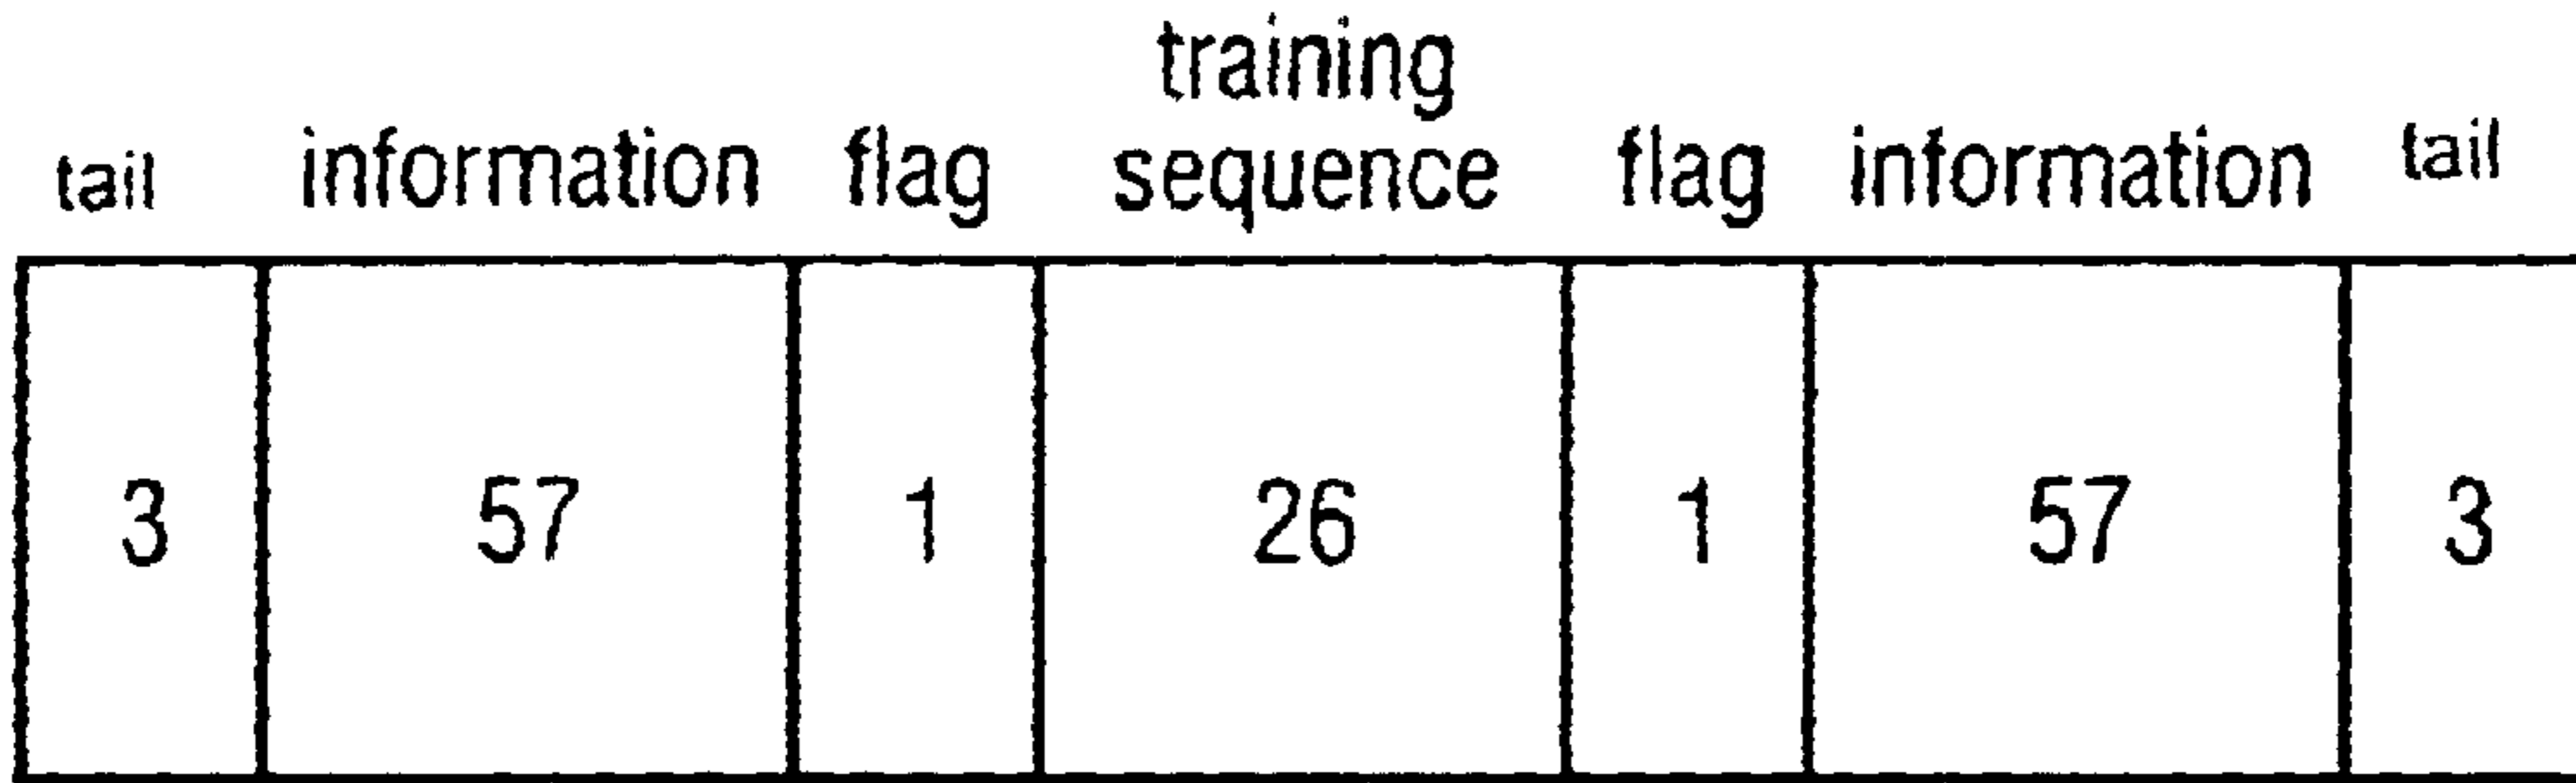 training
tail information flag sequence flag information tail
3 57 1 26 1 57 3